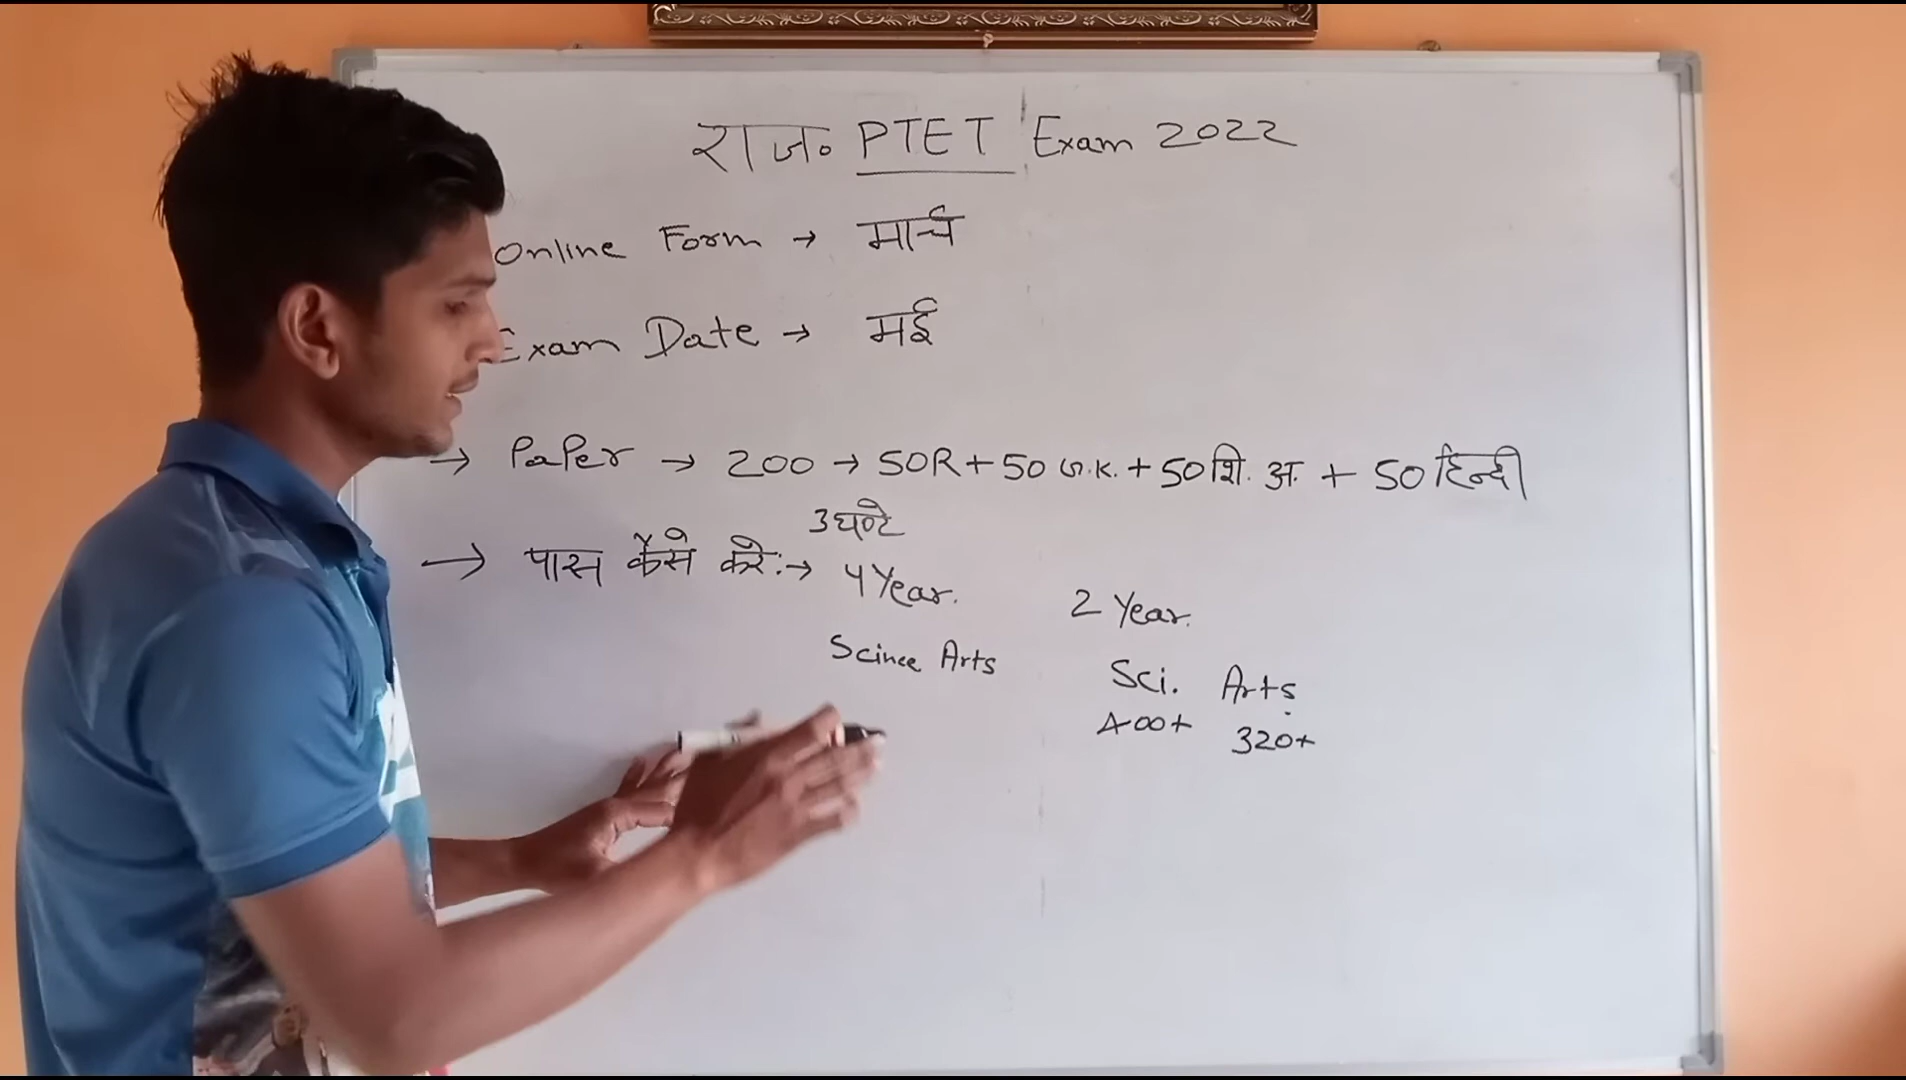 राज॰ PTET Exam 2022
Online Form → मार्च
Exam Date → मई
→ Paper → 200 → 50R + 50 G.K. + 50 शि. अ. + 50 हिन्दी
3 घण्टे
→ पास कैसे करे:→ 4 Year. 2 Year.
Scince Arts Sci. Arts
400+ 320+